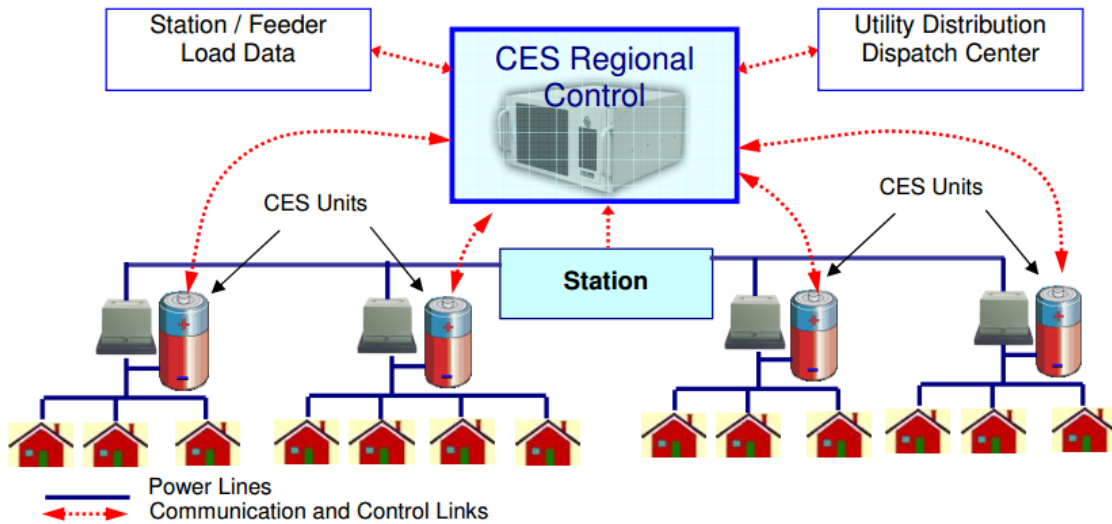 Station / Feeder
Load Data
CES Regional
Control
Utility Distribution
Dispatch Center
CES Units
CES Units
Station
Power Lines
Communication and Control Links